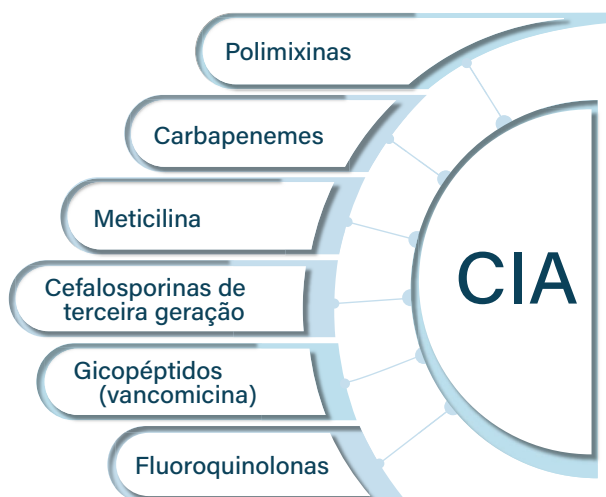 Polimixinas
Carbapenemes
Meticilina
Cefalosporinas de
terceira geração
Gicopéptidos
(vancomicina)
Fluoroquinolonas
CIA